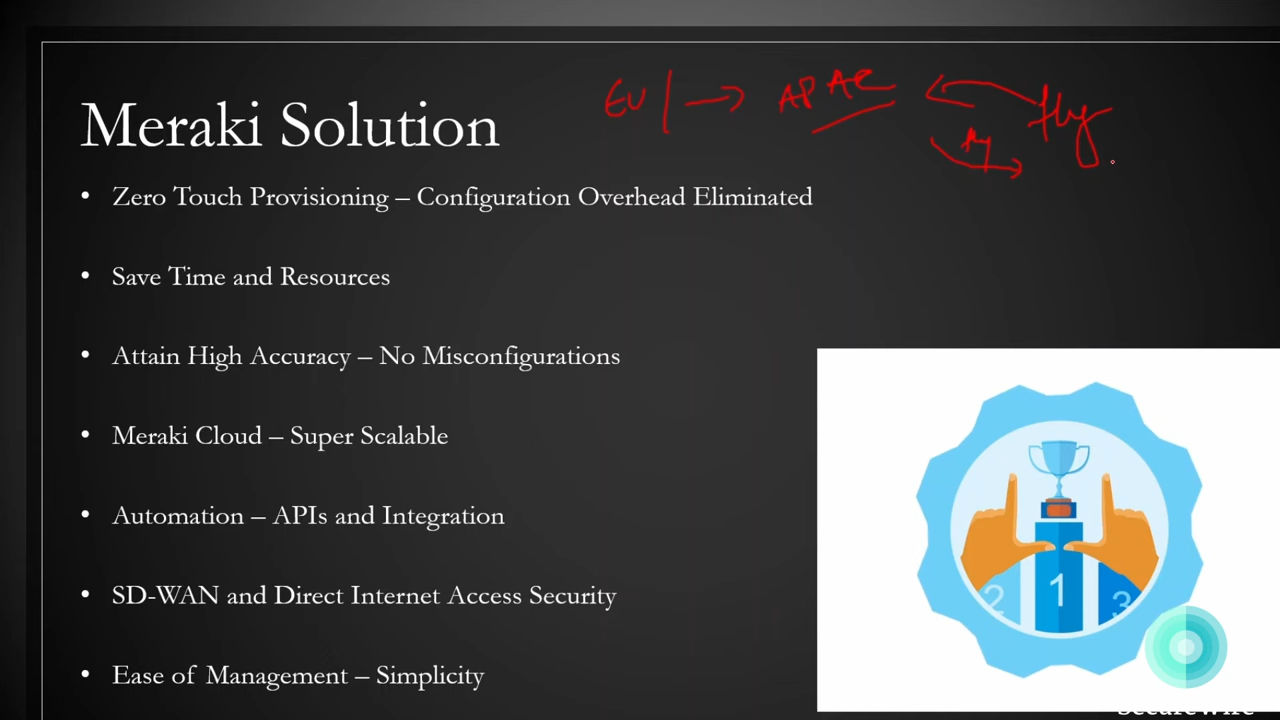 EU | → APAC ← fly
fly →
Meraki Solution
• Zero Touch Provisioning – Configuration Overhead Eliminated
• Save Time and Resources
• Attain High Accuracy – No Misconfigurations
• Meraki Cloud – Super Scalable
• Automation – APIs and Integration
• SD-WAN and Direct Internet Access Security
• Ease of Management – Simplicity
2 1 3